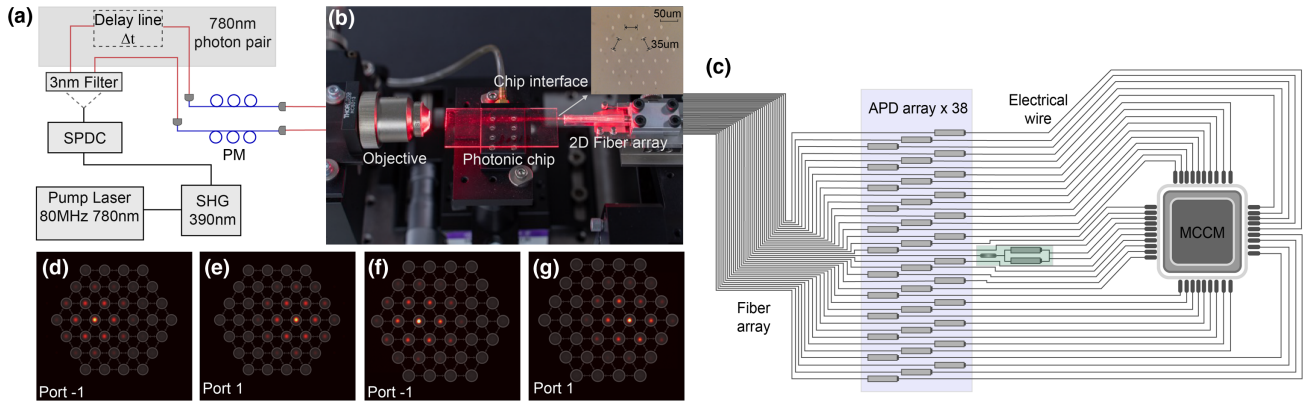 (a)
Delay line
Δt
780nm
photon pair
3nm Filter
SPDC
PM
Pump Laser
80MHz 780nm
SHG
390nm
(b)
50um
35um
Chip interface
Objective
Photonic chip
2D Fiber array
(c)
APD array x 38
Electrical
wire
MCCM
Fiber
array
(d)
Port -1
(e)
Port 1
(f)
Port -1
(g)
Port 1